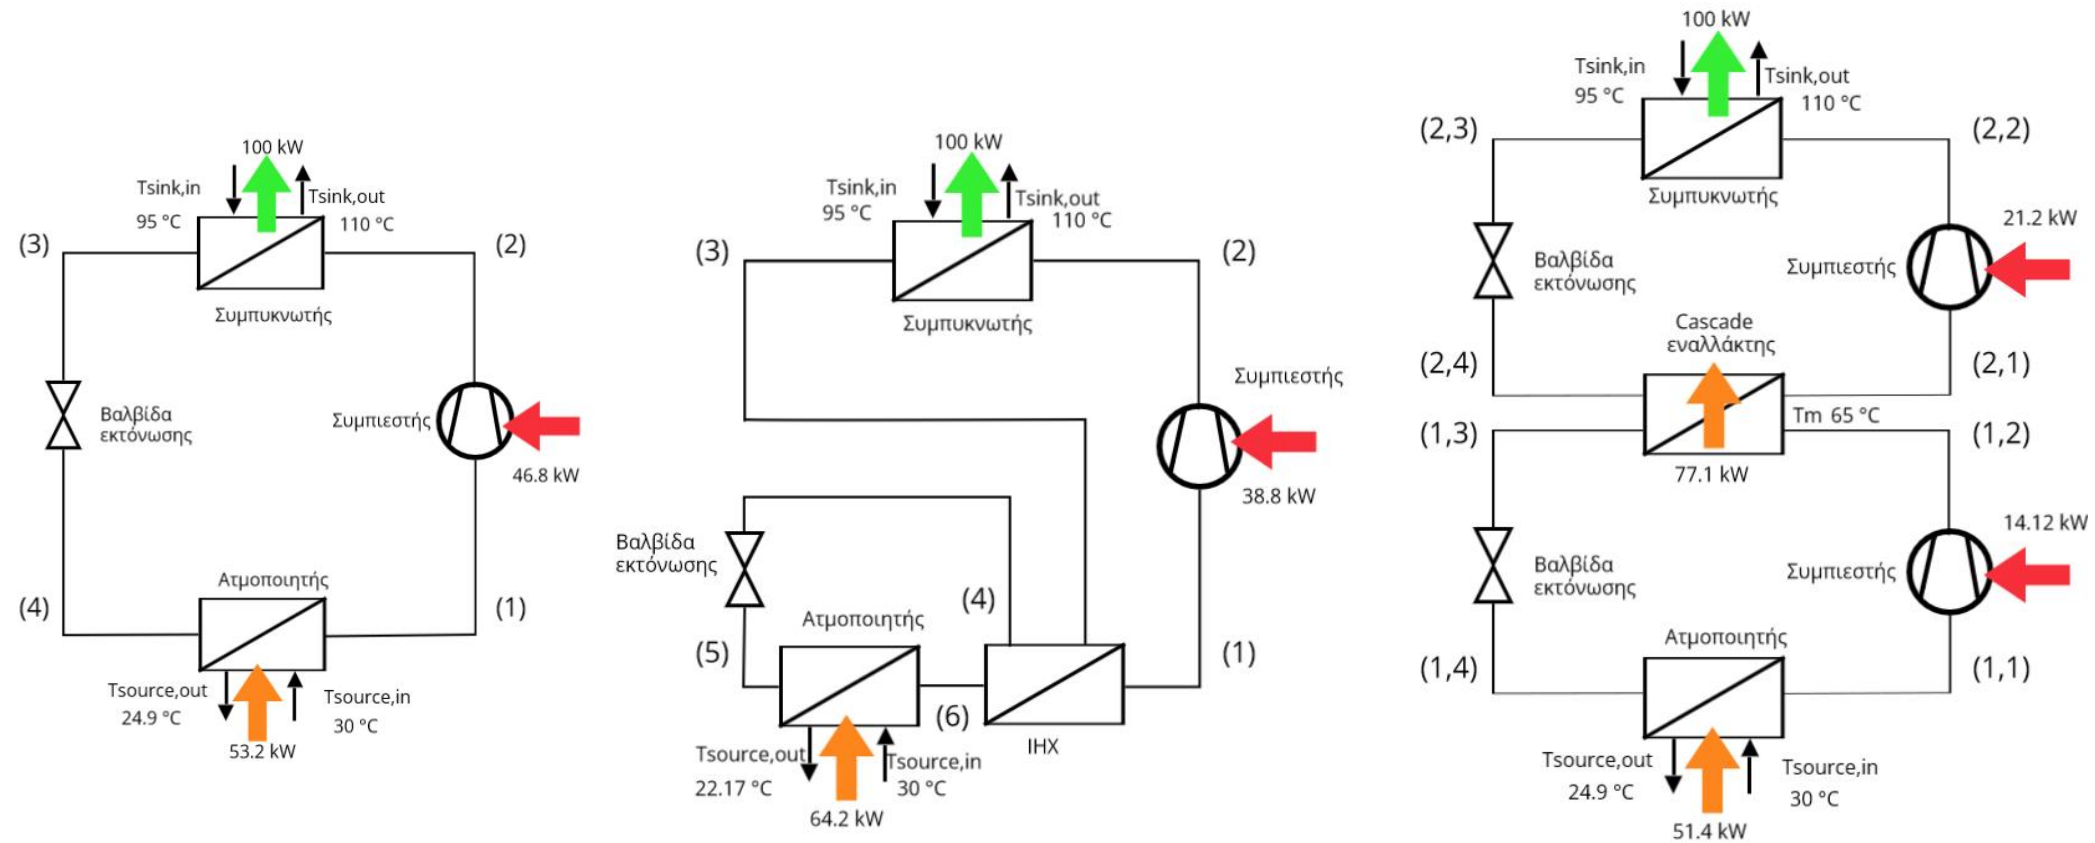 100 kW
Tsink,in
95 °C
Tsink,out
110 °C
(3)
(2)
Συμπυκνωτής
Βαλβίδα
εκτόνωσης
Συμπιεστής
46.8 kW
Ατμοποιητής
(4)
(1)
Tsource,out
24.9 °C
Tsource,in
30 °C
53.2 kW
100 kW
Tsink,in
95 °C
Tsink,out
110 °C
(3)
(2)
Συμπυκνωτής
Συμπιεστής
38.8 kW
Βαλβίδα
εκτόνωσης
(4)
Ατμοποιητής
(5)
(1)
(6)
IHX
Tsource,out
22.17 °C
Tsource,in
30 °C
64.2 kW
100 kW
Tsink,in
95 °C
Tsink,out
110 °C
(2,3)
(2,2)
Συμπυκνωτής
21.2 kW
Συμπιεστής
Βαλβίδα
εκτόνωσης
Cascade
εναλλάκτης
(2,4)
(2,1)
Tm 65 °C
(1,3)
(1,2)
77.1 kW
14.12 kW
Συμπιεστής
Βαλβίδα
εκτόνωσης
Ατμοποιητής
(1,4)
(1,1)
Tsource,out
24.9 °C
Tsource,in
30 °C
51.4 kW